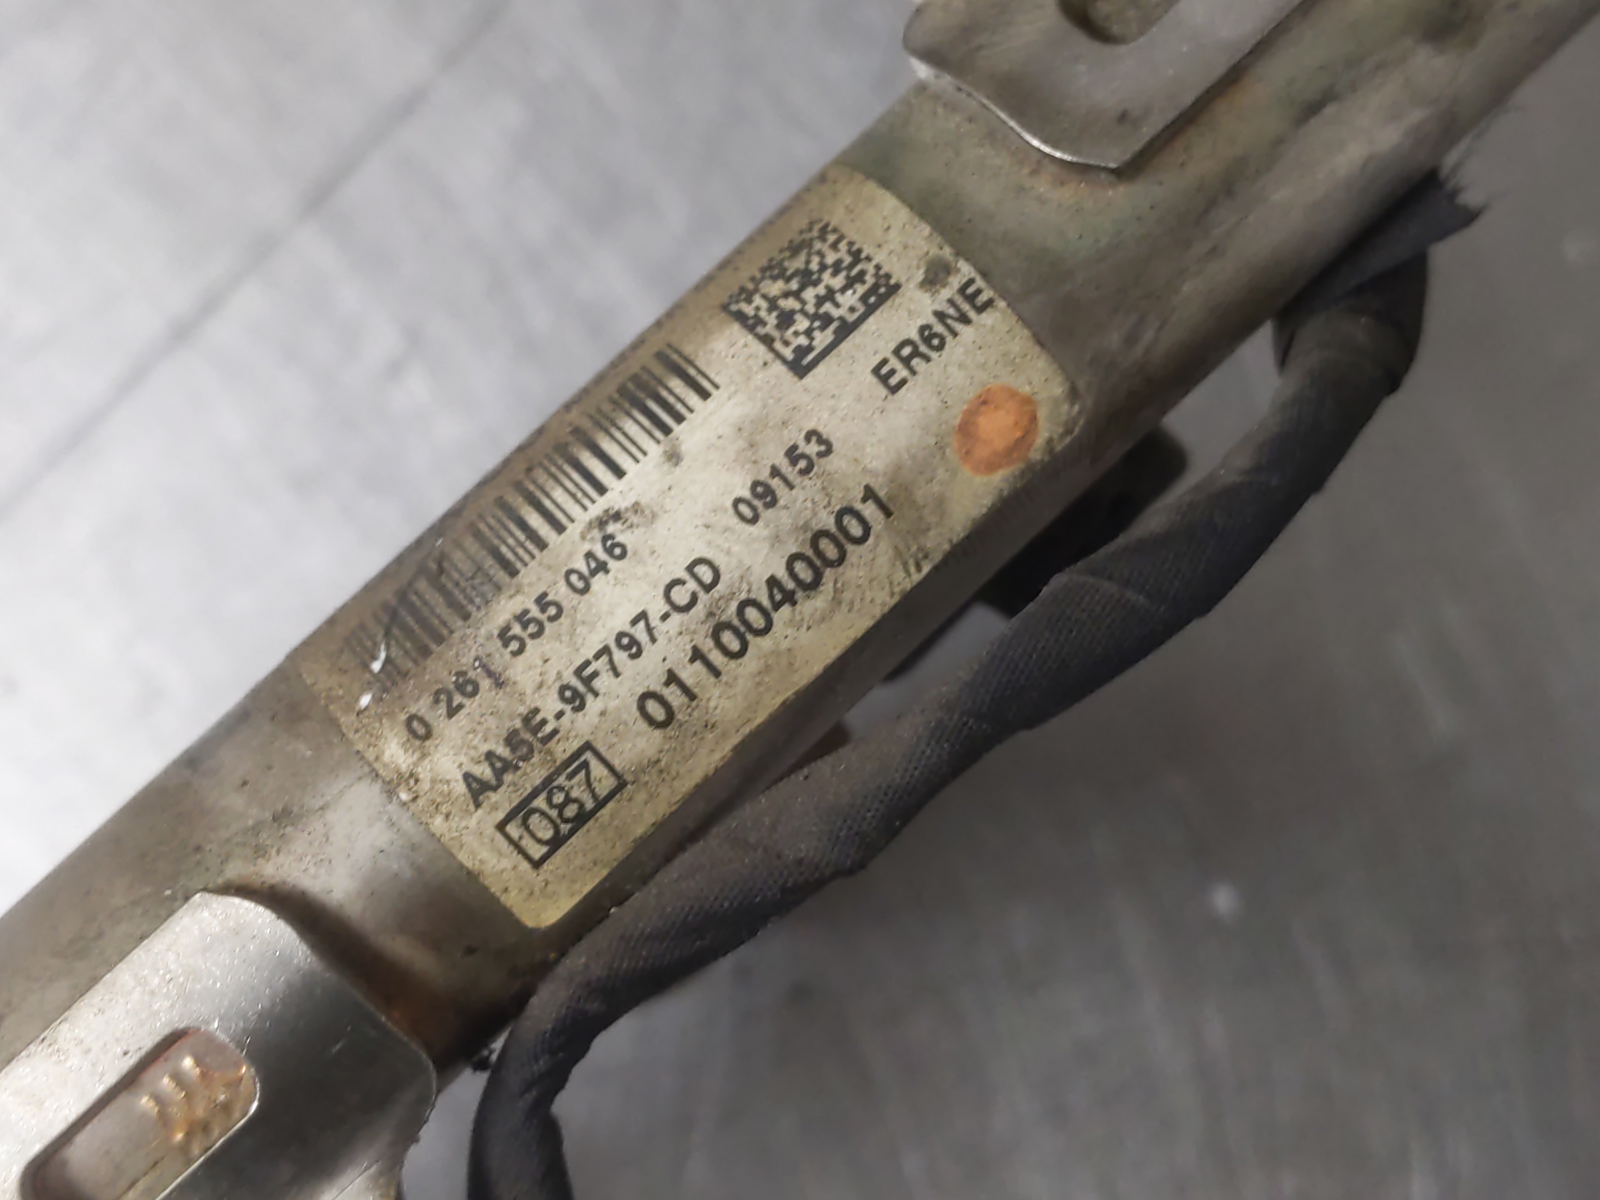 ER6NE
0 261 555 046 09153
AA5E-9F797-CD
087 0110040001